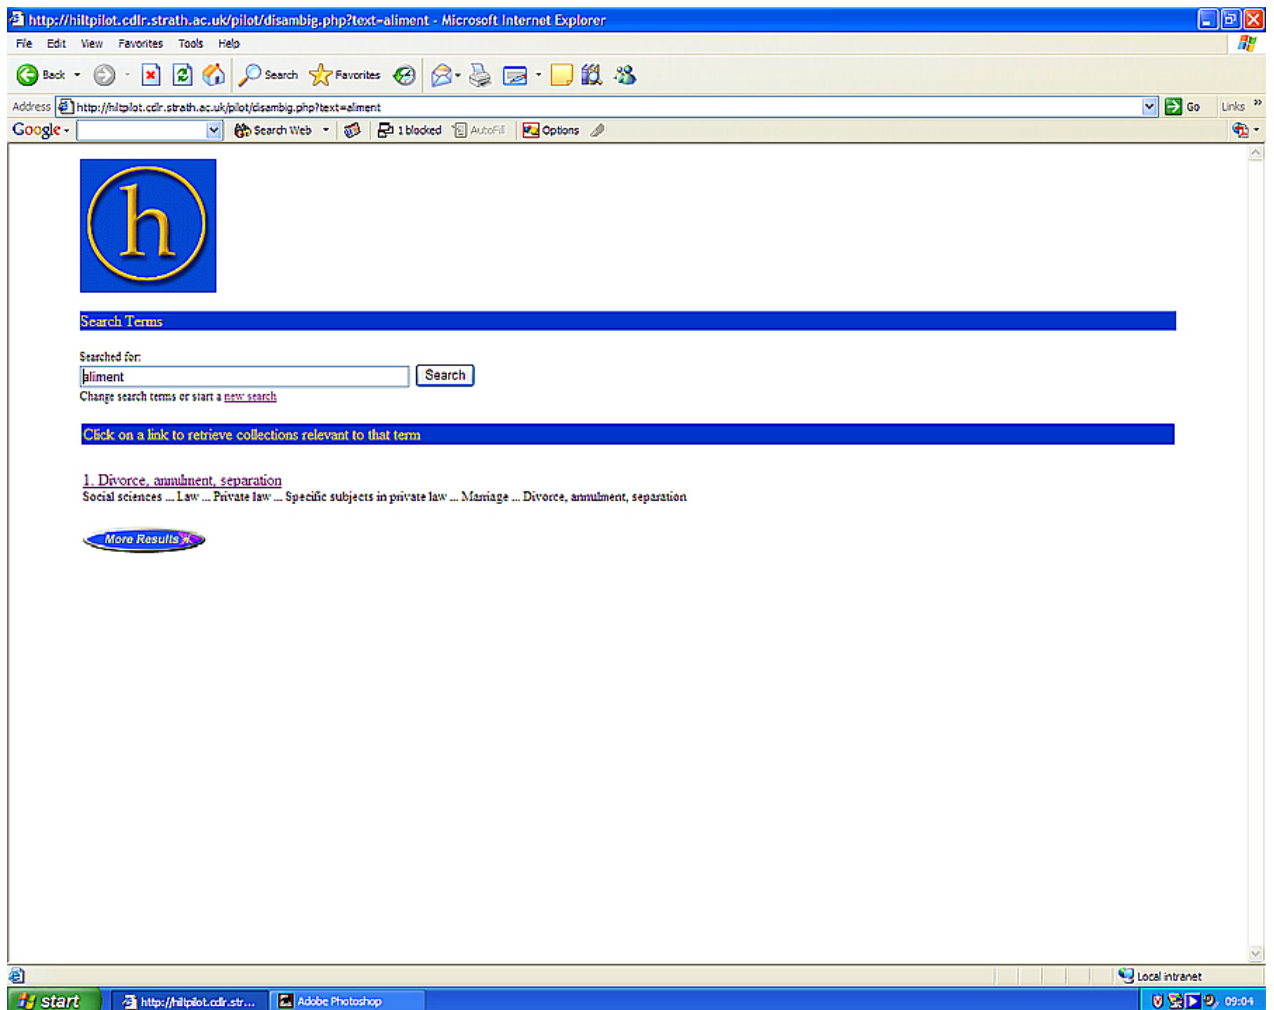 http://hiltpilot.cdlr.strath.ac.uk/pilot/disambig.php?text=aliment - Microsoft Internet Explorer
File Edit View Favorites Tools Help
Back Search Favorites
Address http://hiltpilot.cdlr.strath.ac.uk/pilot/disambig.php?text=aliment Go Links »
Google Search Web 1 blocked AutoFill Options
h
Search Terms
Searched for:
aliment Search
Change search terms or start a new search
Click on a link to retrieve collections relevant to that term
1. Divorce, annulment, separation
Social sciences ... Law ... Private law ... Specific subjects in private law ... Marriage ... Divorce, annulment, separation
More Results
Local intranet
start http://hiltpilot.cdlr.str... Adobe Photoshop 09:04